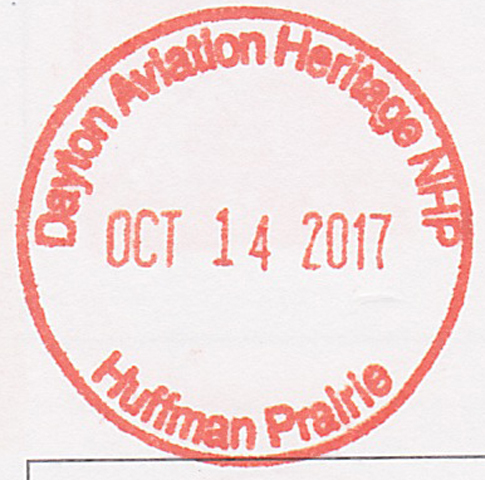 Dayton Aviation Heritage NHP
OCT 14 2017
Huffman Prairie